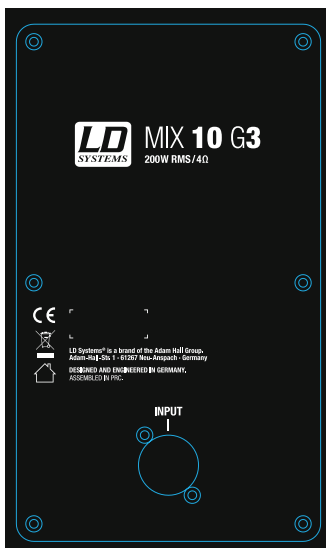 LD
SYSTEMS
MIX 10 G3
200W RMS/4Ω
CE
LD Systems® is a brand of the Adam Hall Group.
Adam-Hall-Sts 1 · 61267 Neu-Anspach · Germany
DESIGNED AND ENGINEERED IN GERMANY.
ASSEMBLED IN PRC.
INPUT